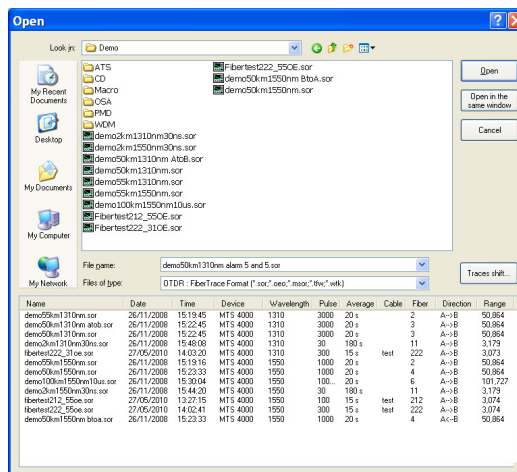 Open
Look in: Demo
My Recent Documents
Desktop
My Documents
My Computer
My Network
ATS
CD
Macro
OSA
PMD
WDM
demo2km1310nm30ns.sor
demo2km1550nm30ns.sor
demo50km1310nm AtoB.sor
demo50km1310nm.sor
demo55km1310nm.sor
demo55km1550nm.sor
demo100km1550nm10us.sor
Fibertest212_55OE.sor
Fibertest222_31OE.sor
Fibertest222_55OE.sor
demo50km1550nm BtoA.sor
demo50km1550nm.sor
Open
Open in the same window
Cancel
File name: demo50km1310nm alarm 5 and 5.sor
Files of type: OTDR : FiberTrace Format (*.sor;*.oeo;*.msor;*.tfw;*.wtk)
Traces shift...
Name Date Time Device Wavelength Pulse Average Cable Fiber Direction Range
demo55km1310nm.sor 26/11/2008 15:19:45 MTS 4000 1310 3000 20 s 2 A->B 50,864
demo50km1310nm atob.sor 26/11/2008 15:22:45 MTS 4000 1310 3000 20 s 3 A->B 50,864
demo50km1310nm.sor 26/11/2008 15:22:45 MTS 4000 1310 3000 20 s 3 A->B 50,864
demo2km1310nm30ns.sor 26/11/2008 15:48:08 MTS 4000 1310 30 180 s 11 A->B 3,179
fibertest222_31oe.sor 27/05/2010 14:03:20 MTS 4000 1310 300 15 s test 222 A->B 3,073
demo55km1550nm.sor 26/11/2008 15:19:16 MTS 4000 1550 1000 20 s 2 A->B 50,864
demo50km1550nm.sor 26/11/2008 15:23:33 MTS 4000 1550 1000 20 s 4 A->B 50,864
demo100km1550nm10us.sor 26/11/2008 15:30:04 MTS 4000 1550 100... 20 s 6 A->B 101,727
demo2km1550nm30ns.sor 26/11/2008 15:44:20 MTS 4000 1550 30 180 s 11 A->B 3,179
fibertest212_55oe.sor 27/05/2010 13:27:15 MTS 4000 1550 100 15 s test 212 A->B 3,074
fibertest222_55oe.sor 27/05/2010 14:02:41 MTS 4000 1550 300 15 s test 222 A->B 3,074
demo50km1550nm btoa.sor 26/11/2008 15:23:33 MTS 4000 1550 1000 20 s 4 A<-B 50,864